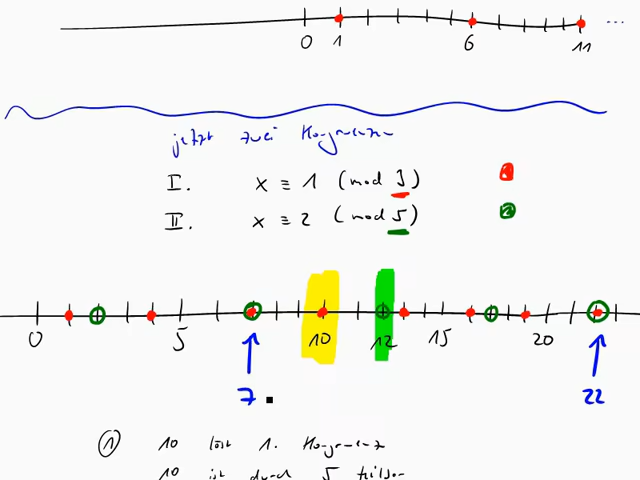 0 1 6 11 ...
jetzt zwei Kongruenzen
I. x ≡ 1 (mod 3)
II. x ≡ 2 (mod 5)
0 5 10 12 15 20
7 22
① 10 löst 1. Kongruenz
10 ist durch 5 teilbar